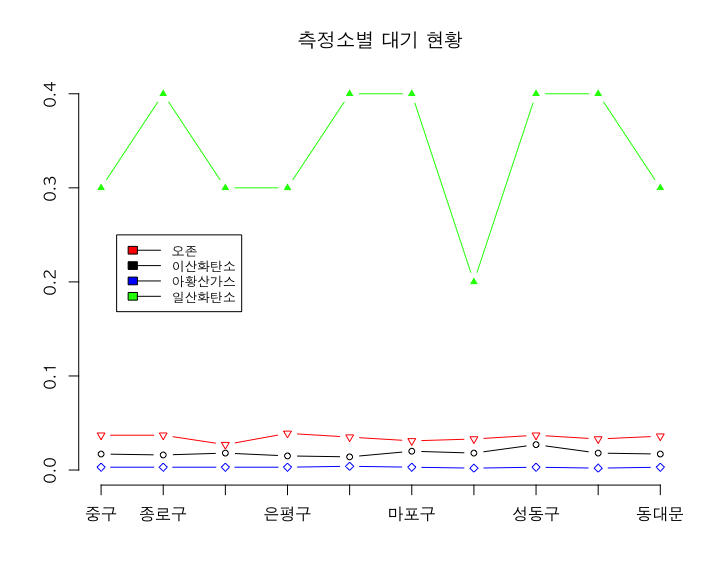 측정소별 대기 현황
0.4
0.3
0.2
0.1
0.0
오존
이산화탄소
아황산가스
일산화탄소
중구 종로구 은평구 마포구 성동구 동대문